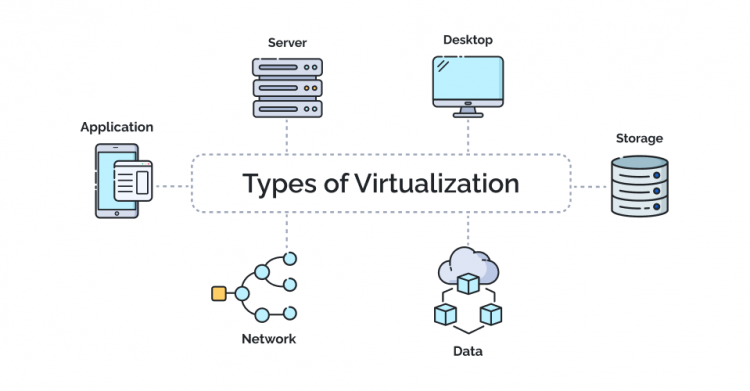 Server
Desktop
Application
Storage
Types of Virtualization
Network
Data